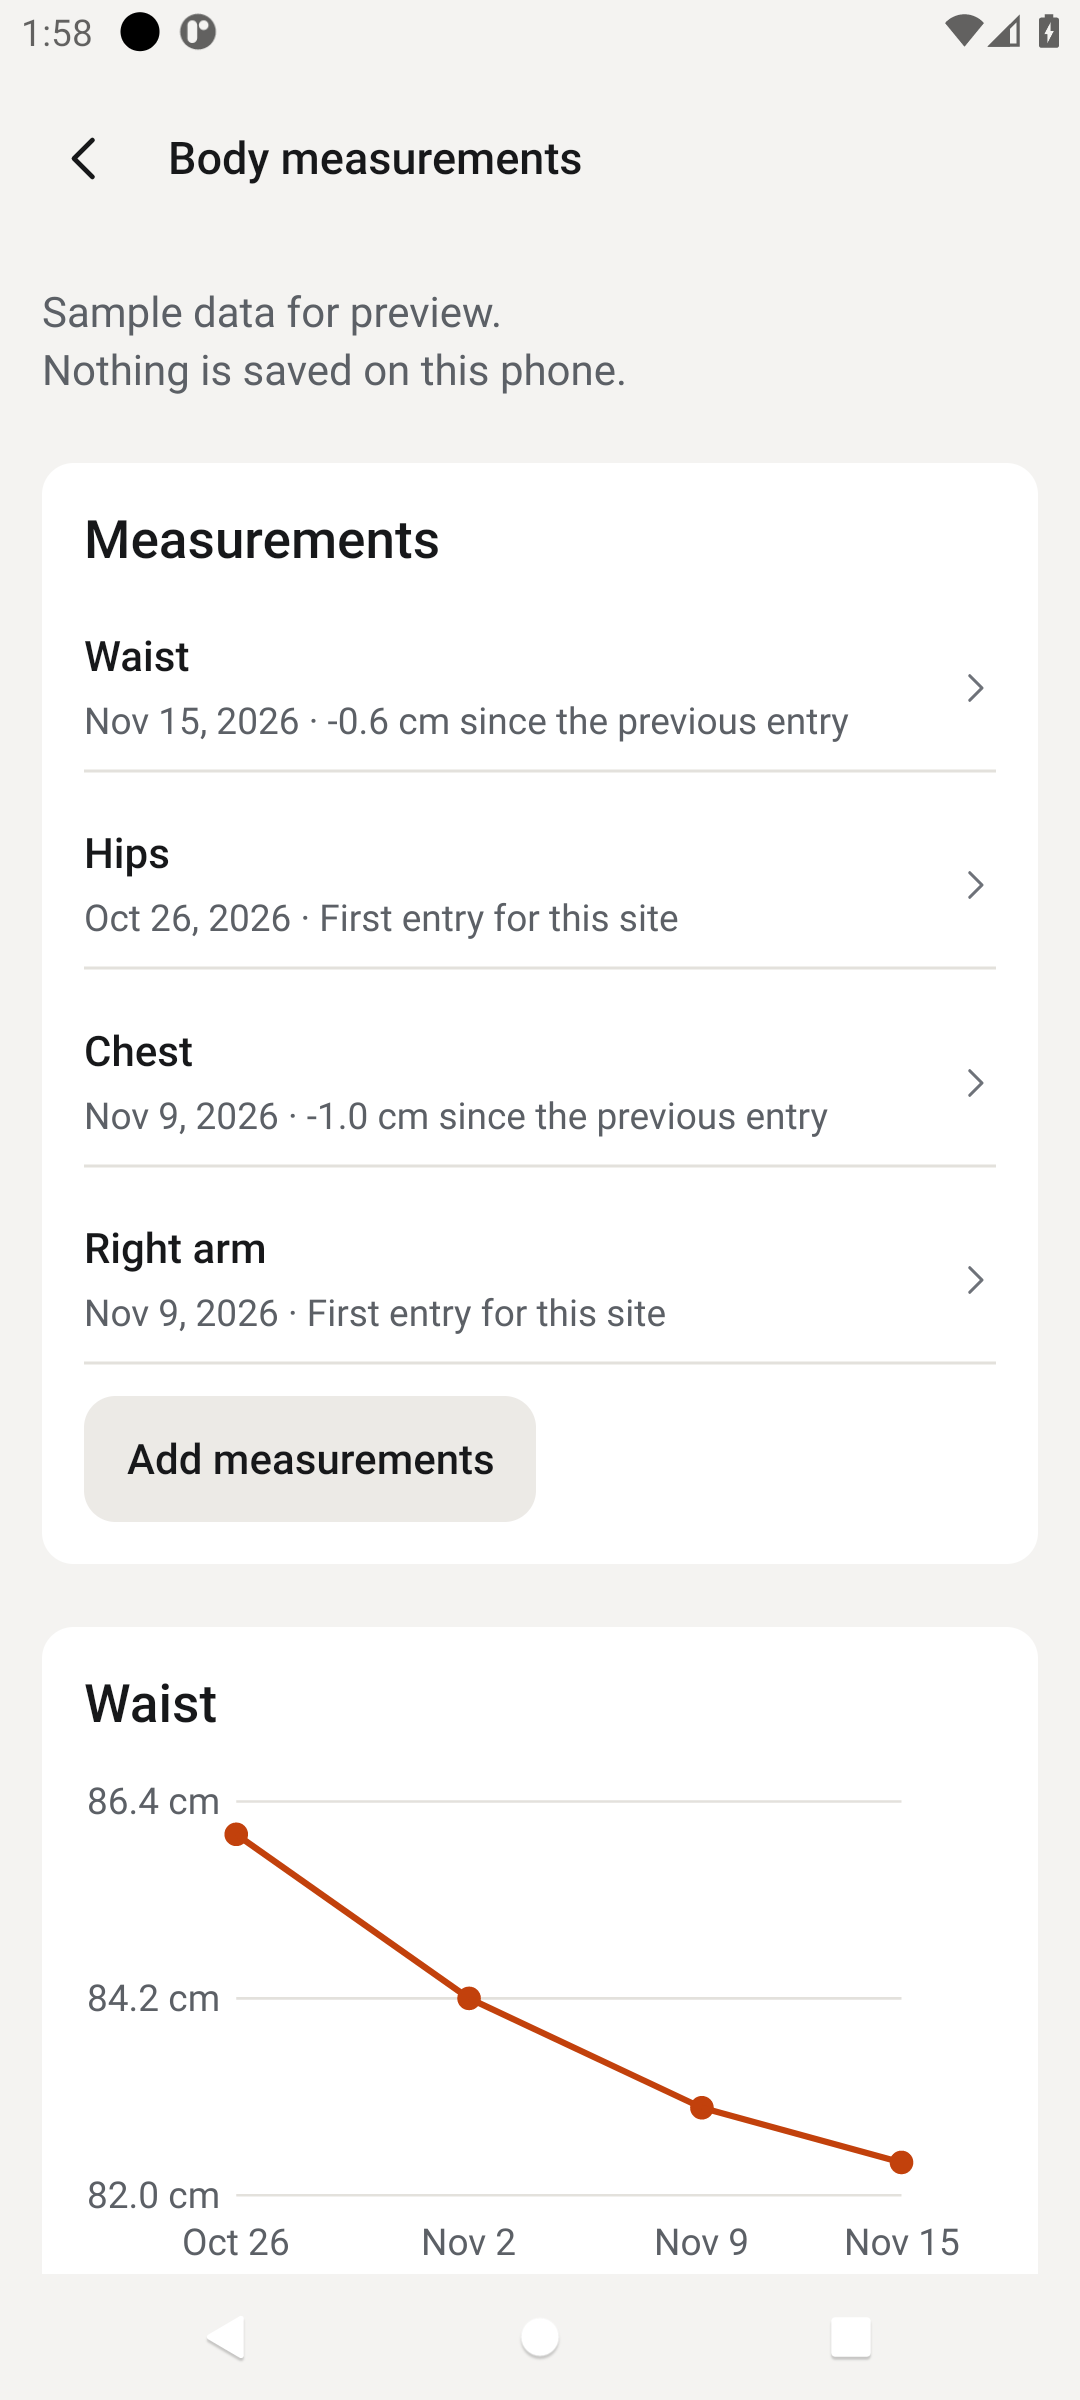 1:58
Body measurements
Sample data for preview.
Nothing is saved on this phone.
Measurements
Waist
Nov 15, 2026 · -0.6 cm since the previous entry
Hips
Oct 26, 2026 · First entry for this site
Chest
Nov 9, 2026 · -1.0 cm since the previous entry
Right arm
Nov 9, 2026 · First entry for this site
Add measurements
Waist
86.4 cm
84.2 cm
82.0 cm
Oct 26 Nov 2 Nov 9 Nov 15